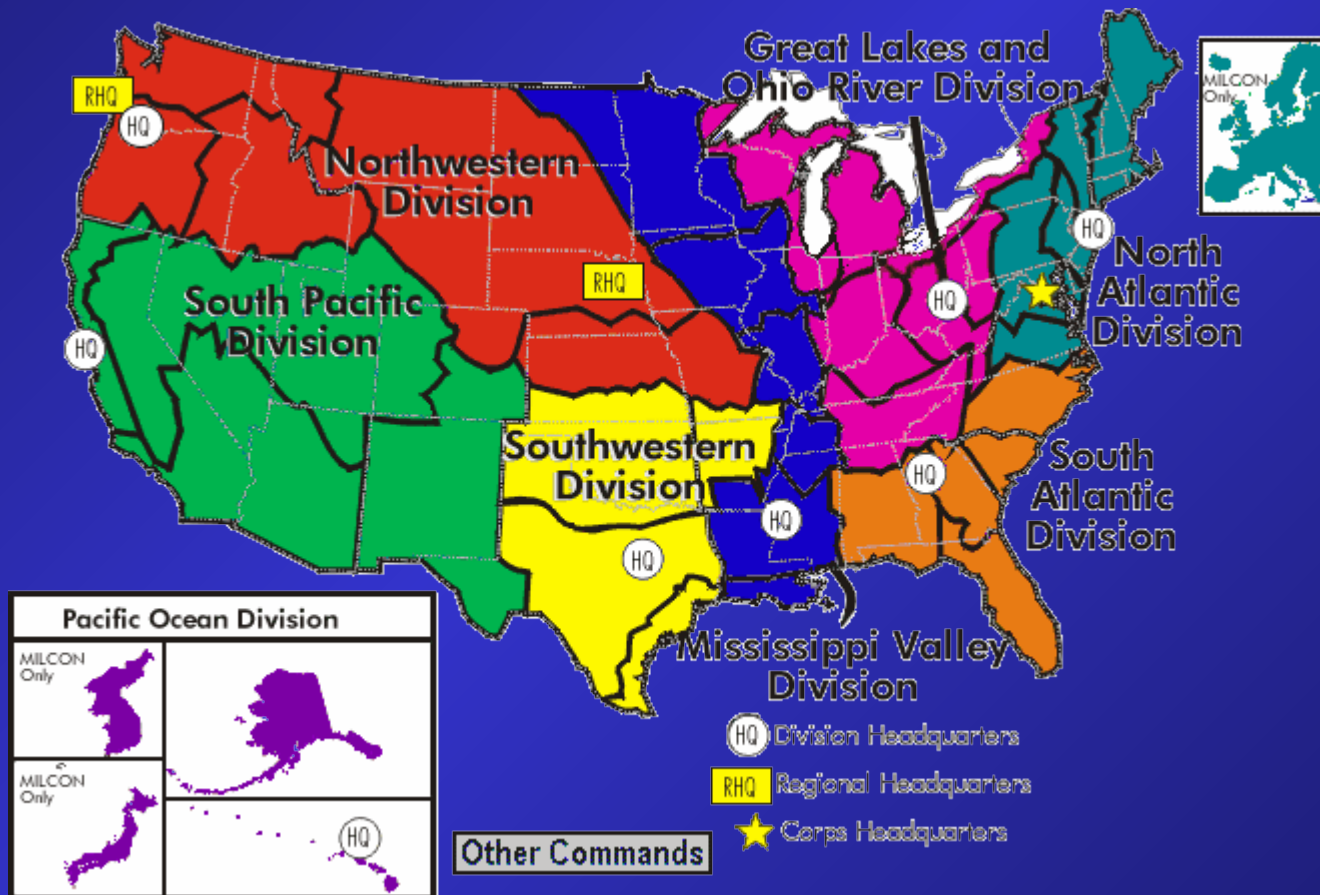 Great Lakes and
Ohio River Division
MILCON
Only
RHQ
HQ
Northwestern
Division
HQ
North
Atlantic
Division
RHQ
HQ
South Pacific
Division
HQ
Southwestern
Division
HQ
South
Atlantic
Division
HQ
HQ
Mississippi Valley
Division
Pacific Ocean Division
MILCON
Only
MILCON
Only
HQ
HQ Division Headquarters
RHQ Regional Headquarters
Corps Headquarters
Other Commands